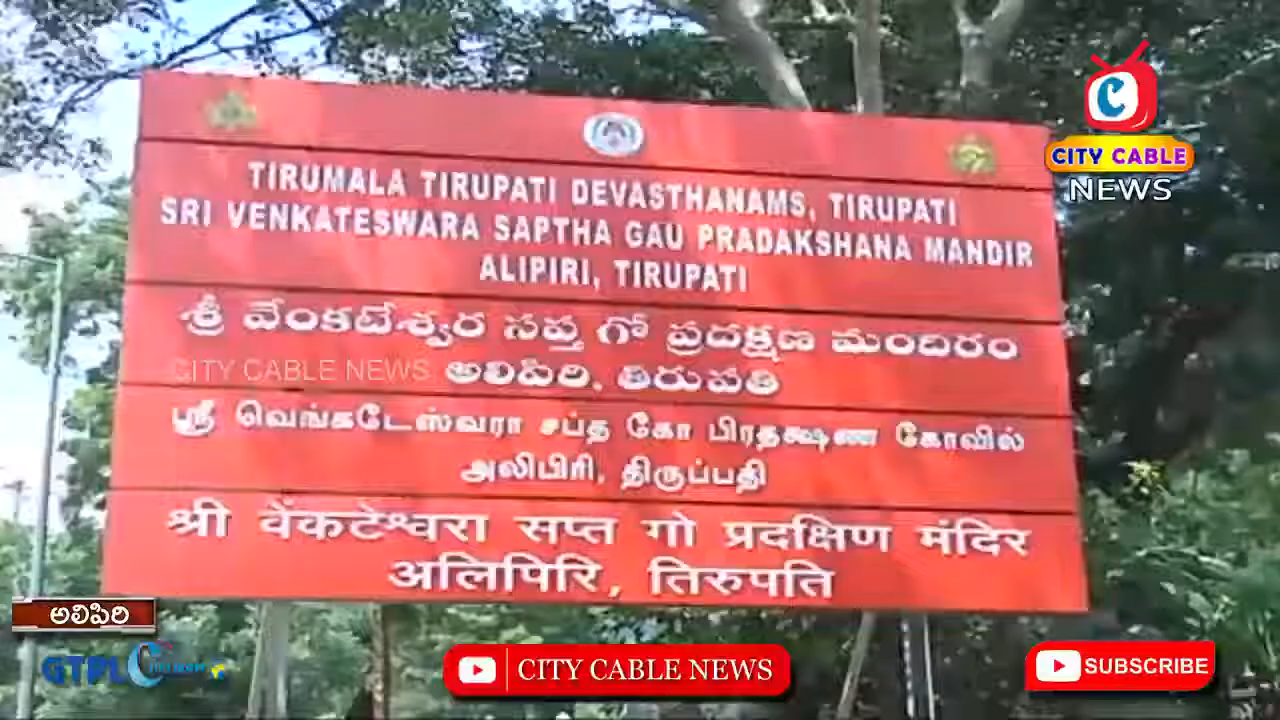 C
CITY CABLE
NEWS
TIRUMALA TIRUPATI DEVASTHANAMS, TIRUPATI
SRI VENKATESWARA SAPTHA GAU PRADAKSHANA MANDIR
ALIPIRI, TIRUPATI
శ్రీ వేంకటేశ్వర సప్త గో ప్రదక్షణ మందిరం
CITY CABLE NEWS
అలిపిరి, తిరుపతి
ஸ்ரீ வெங்கடேஸ்வரா சப்த கோ பிரதக்ஷண கோவில்
அலிபிரி, திருப்பதி
श्री वेंकटेश्वरा सप्त गो प्रदक्षिण मंदिर
अलिपिरि, तिरुपति
అలిపిరి
GTPL
CITY CABLE NEWS
SUBSCRIBE